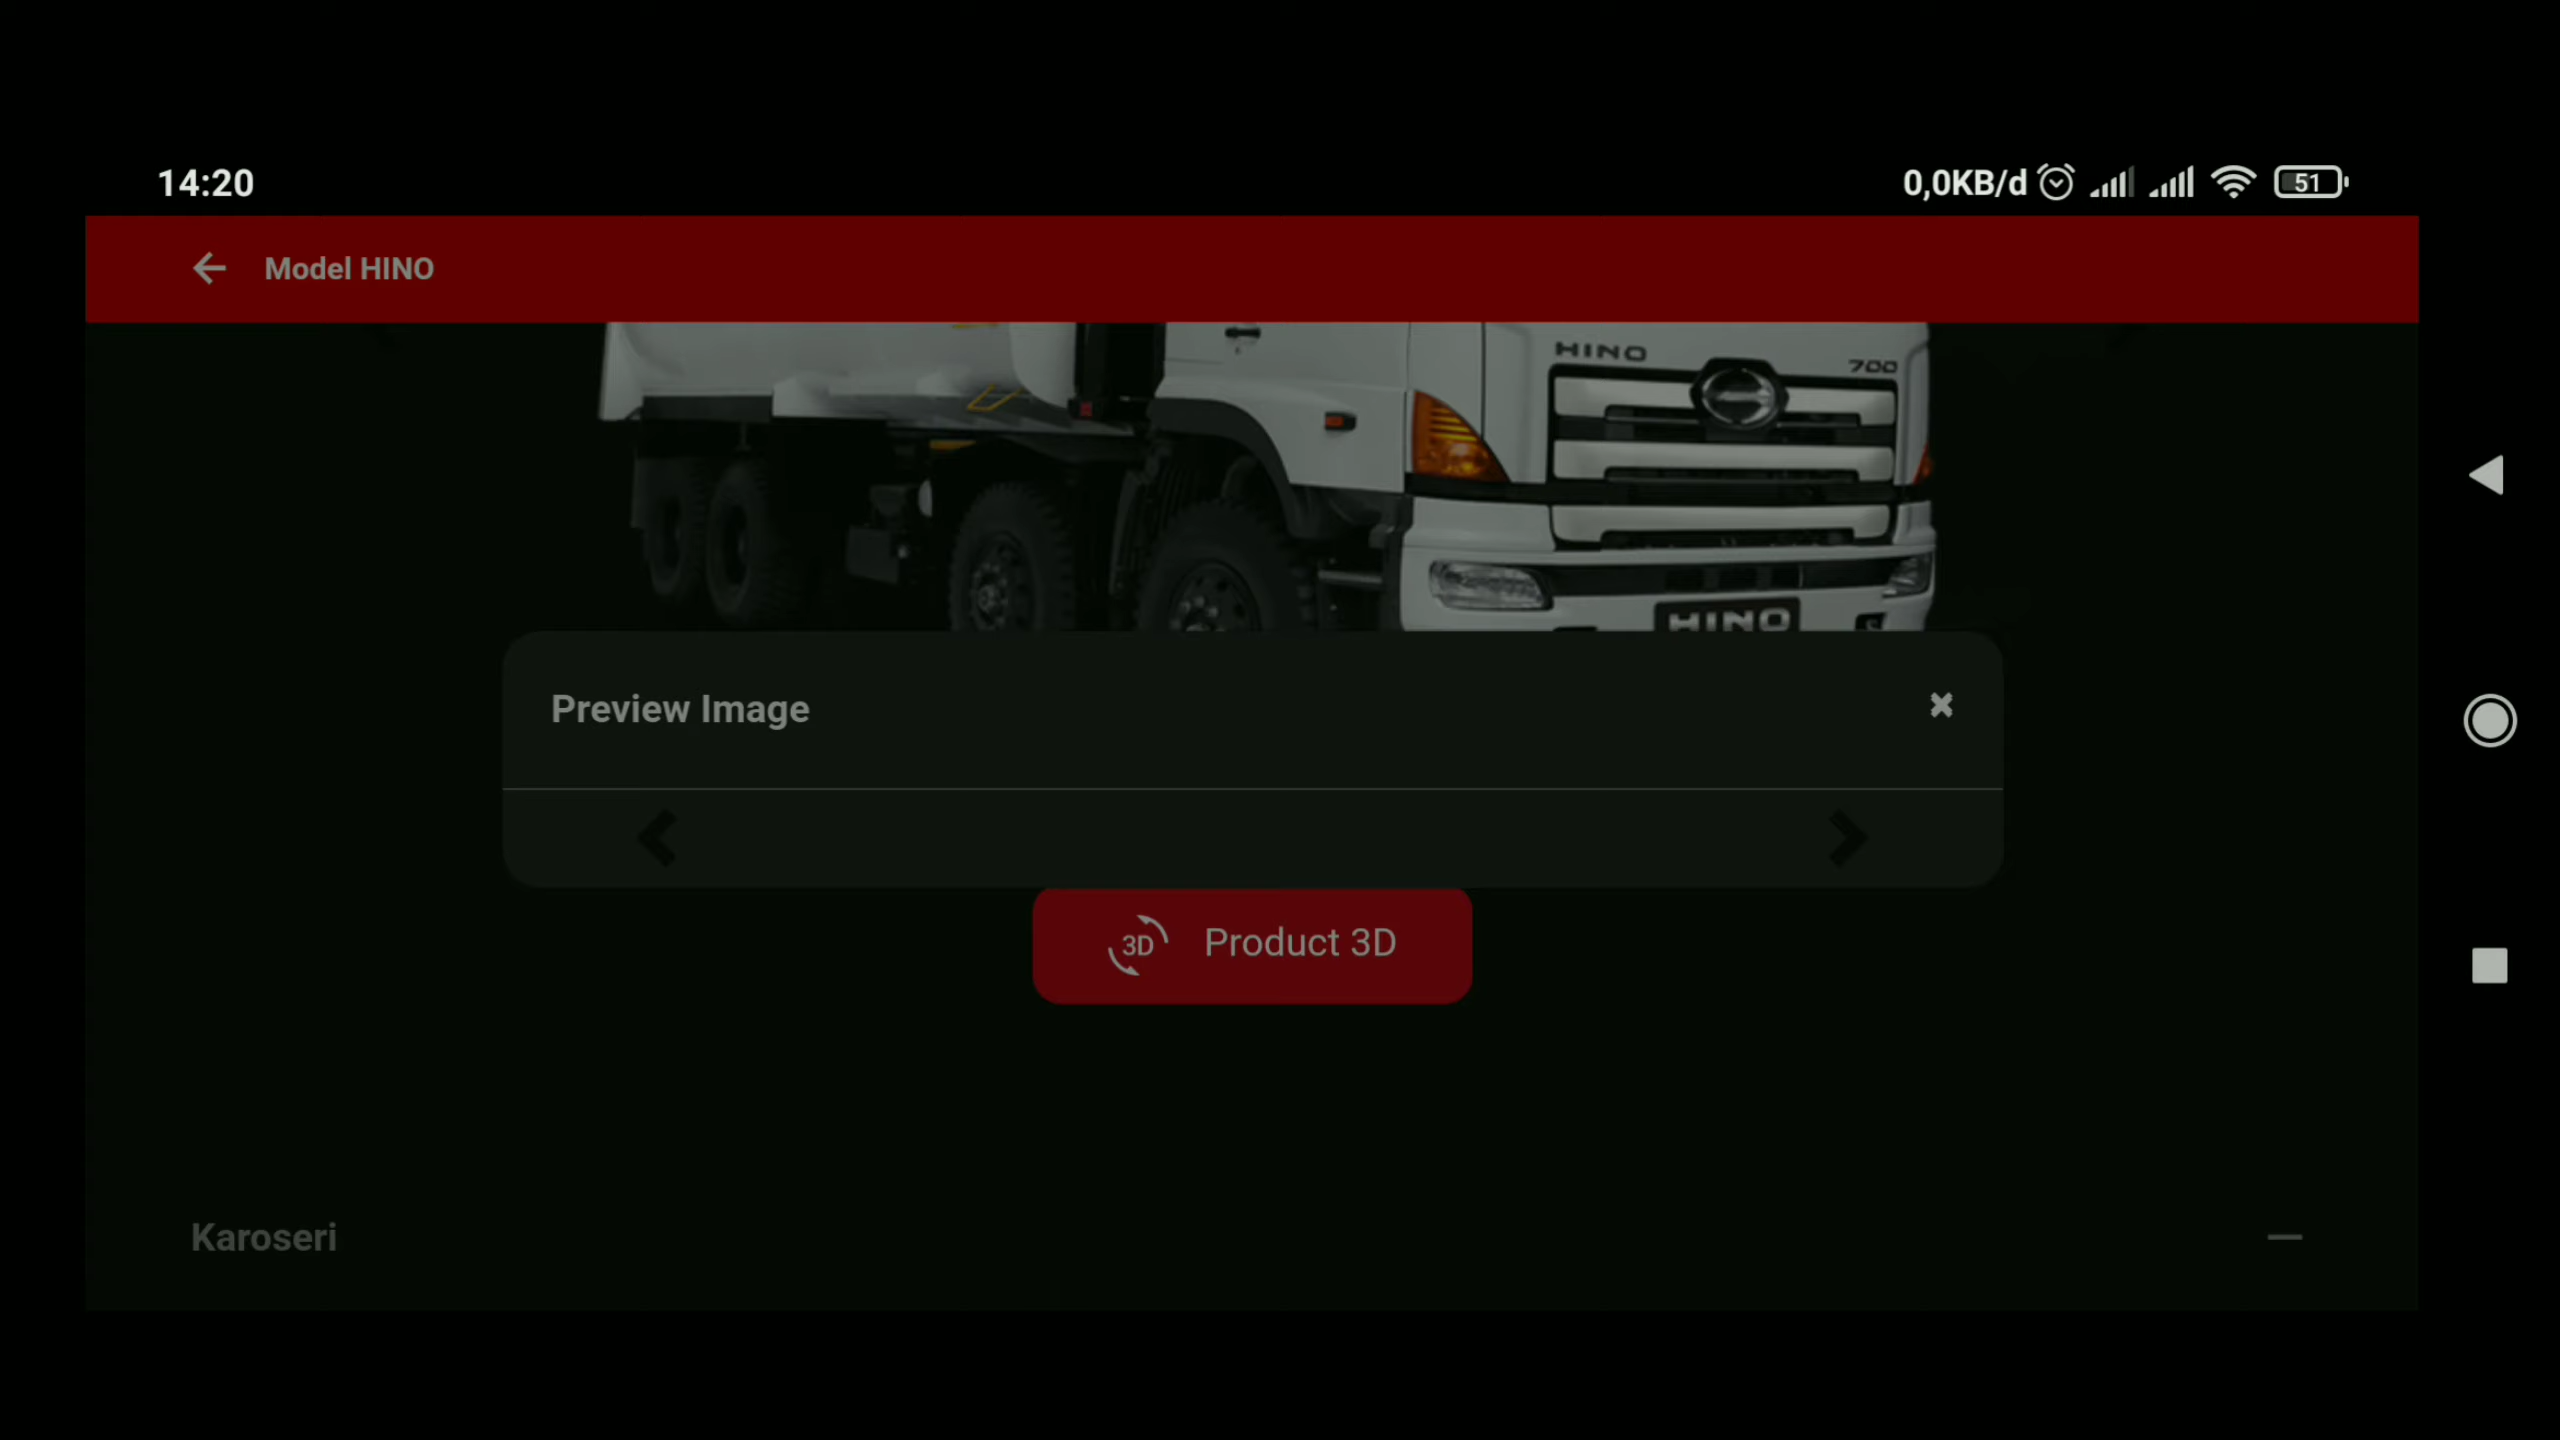 14:20
0,0KB/d
51
Model HINO
HINO
700
HINO
Preview Image
3D
Product 3D
Karoseri